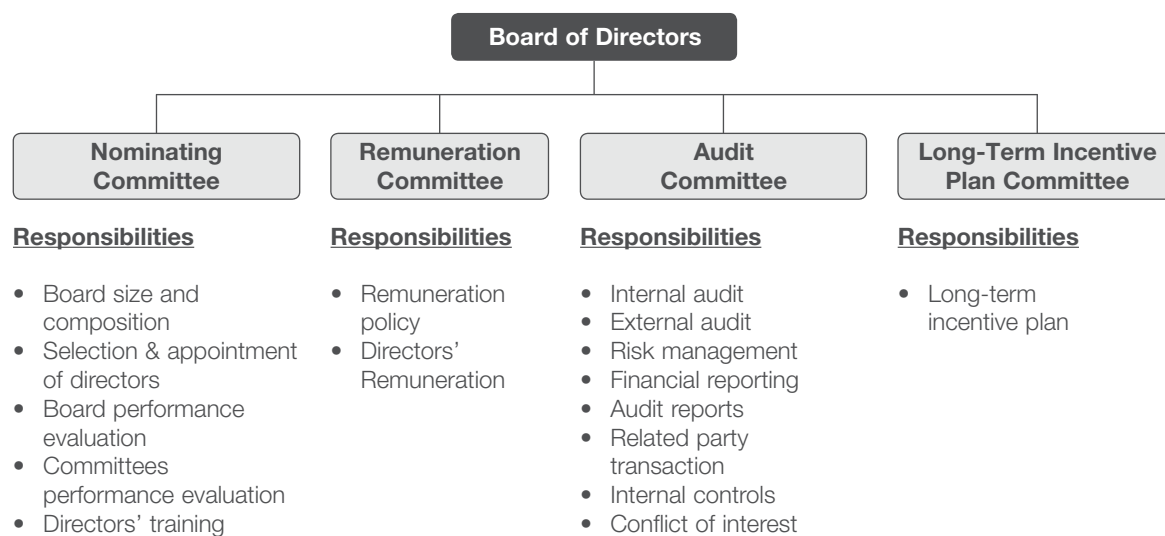 Board of Directors
Nominating
Committee
Responsibilities
• Board size and
composition
• Selection & appointment
of directors
• Board performance
evaluation
• Committees
performance evaluation
• Directors’ training
Remuneration
Committee
Responsibilities
• Remuneration
policy
• Directors’
Remuneration
Audit
Committee
Responsibilities
• Internal audit
• External audit
• Risk management
• Financial reporting
• Audit reports
• Related party
transaction
• Internal controls
• Conflict of interest
Long-Term Incentive
Plan Committee
Responsibilities
• Long-term
incentive plan